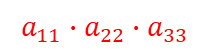 a₁₁ · a₂₂ · a₃₃